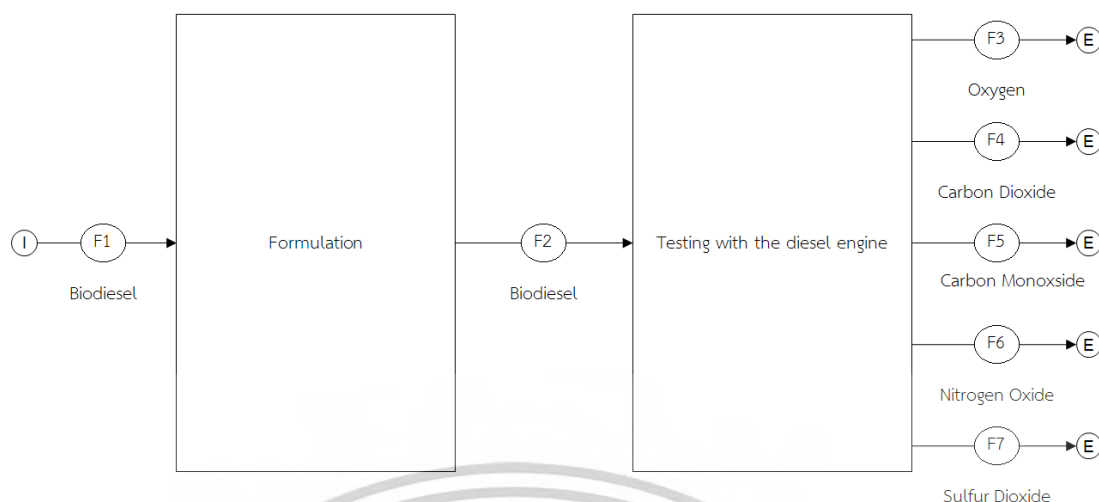 F3
E
Oxygen
F4
E
Carbon Dioxide
I
F1
Formulation
F2
Testing with the diesel engine
F5
E
Biodiesel
Biodiesel
Carbon Monoxside
F6
E
Nitrogen Oxide
F7
E
Sulfur Dioxide